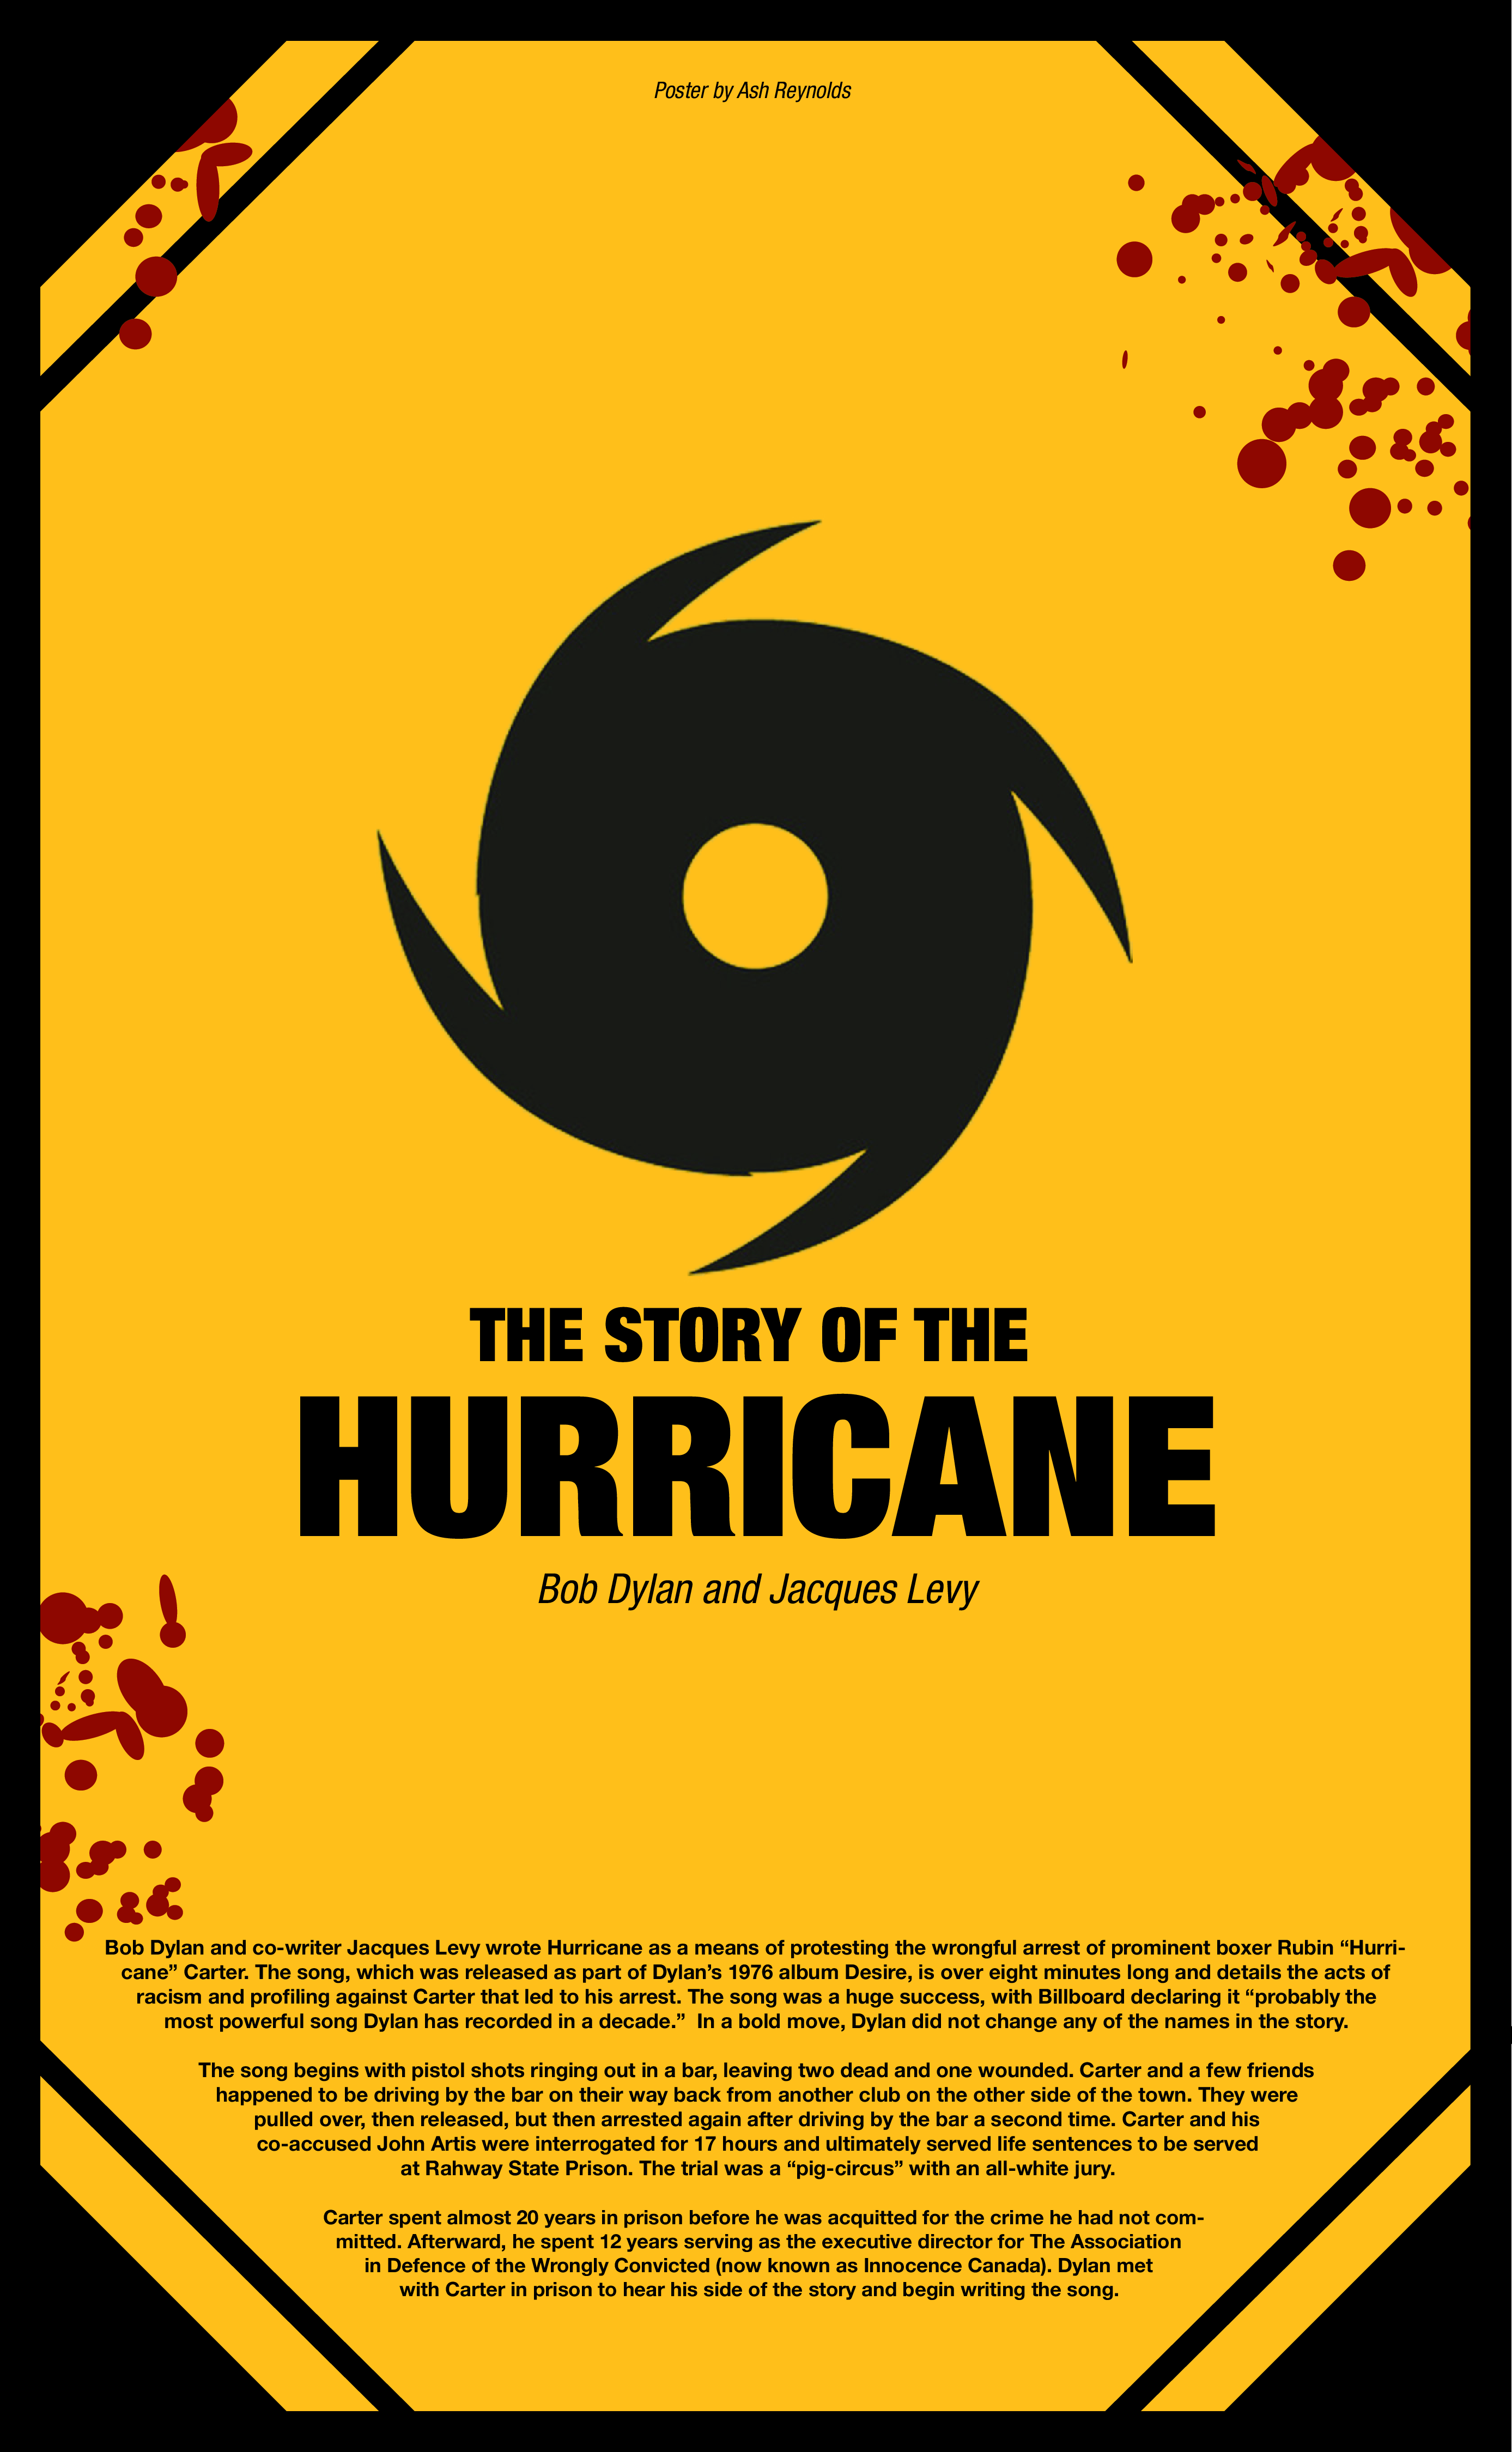 Poster by Ash Reynolds
THE STORY OF THE
HURRICANE
Bob Dylan and Jacques Levy
Bob Dylan and co-writer Jacques Levy wrote Hurricane as a means of protesting the wrongful arrest of prominent boxer Rubin “Hurri-
cane” Carter. The song, which was released as part of Dylan’s 1976 album Desire, is over eight minutes long and details the acts of
racism and profiling against Carter that led to his arrest. The song was a huge success, with Billboard declaring it “probably the
most powerful song Dylan has recorded in a decade.”  In a bold move, Dylan did not change any of the names in the story.
The song begins with pistol shots ringing out in a bar, leaving two dead and one wounded. Carter and a few friends
happened to be driving by the bar on their way back from another club on the other side of the town. They were
pulled over, then released, but then arrested again after driving by the bar a second time. Carter and his
co-accused John Artis were interrogated for 17 hours and ultimately served life sentences to be served
at Rahway State Prison. The trial was a “pig-circus” with an all-white jury.
Carter spent almost 20 years in prison before he was acquitted for the crime he had not com-
mitted. Afterward, he spent 12 years serving as the executive director for The Association
in Defence of the Wrongly Convicted (now known as Innocence Canada). Dylan met
with Carter in prison to hear his side of the story and begin writing the song.